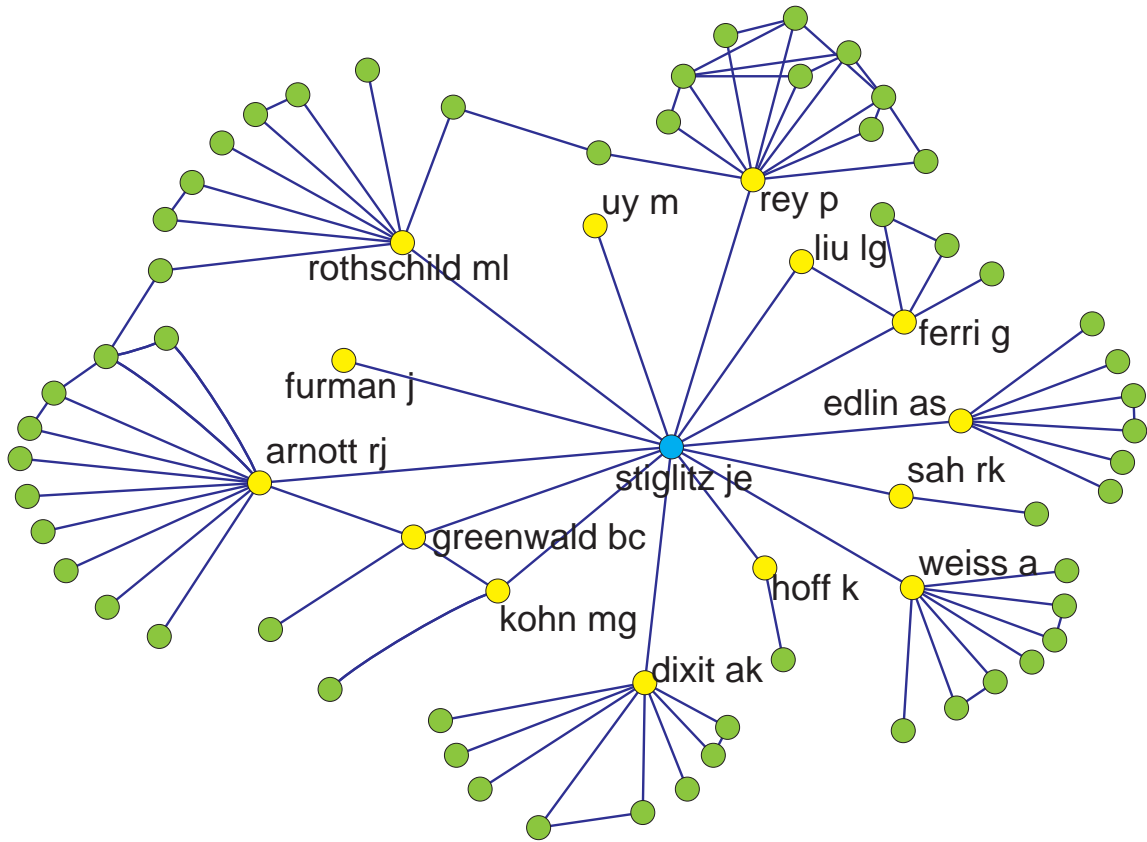 uy m
rey p
liu lg
rothschild ml
ferri g
furman j
edlin as
arnott rj
sah rk
stiglitz je
greenwald bc
weiss a
hoff k
kohn mg
dixit ak